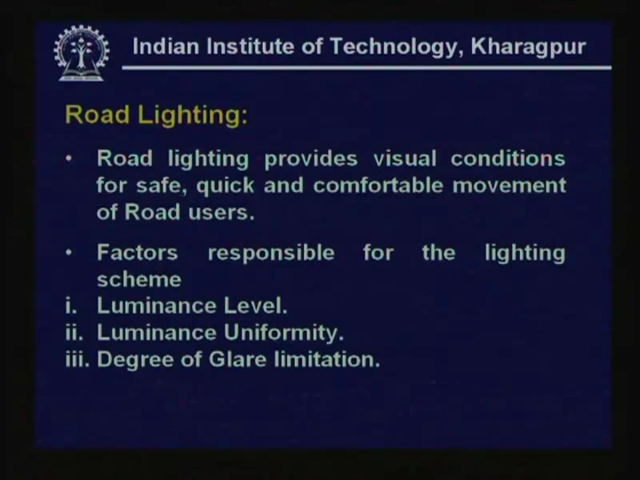 Indian Institute of Technology, Kharagpur
Road Lighting:
• Road lighting provides visual conditions
for safe, quick and comfortable movement
of Road users.
• Factors responsible for the lighting
scheme
i. Luminance Level.
ii. Luminance Uniformity.
iii. Degree of Glare limitation.